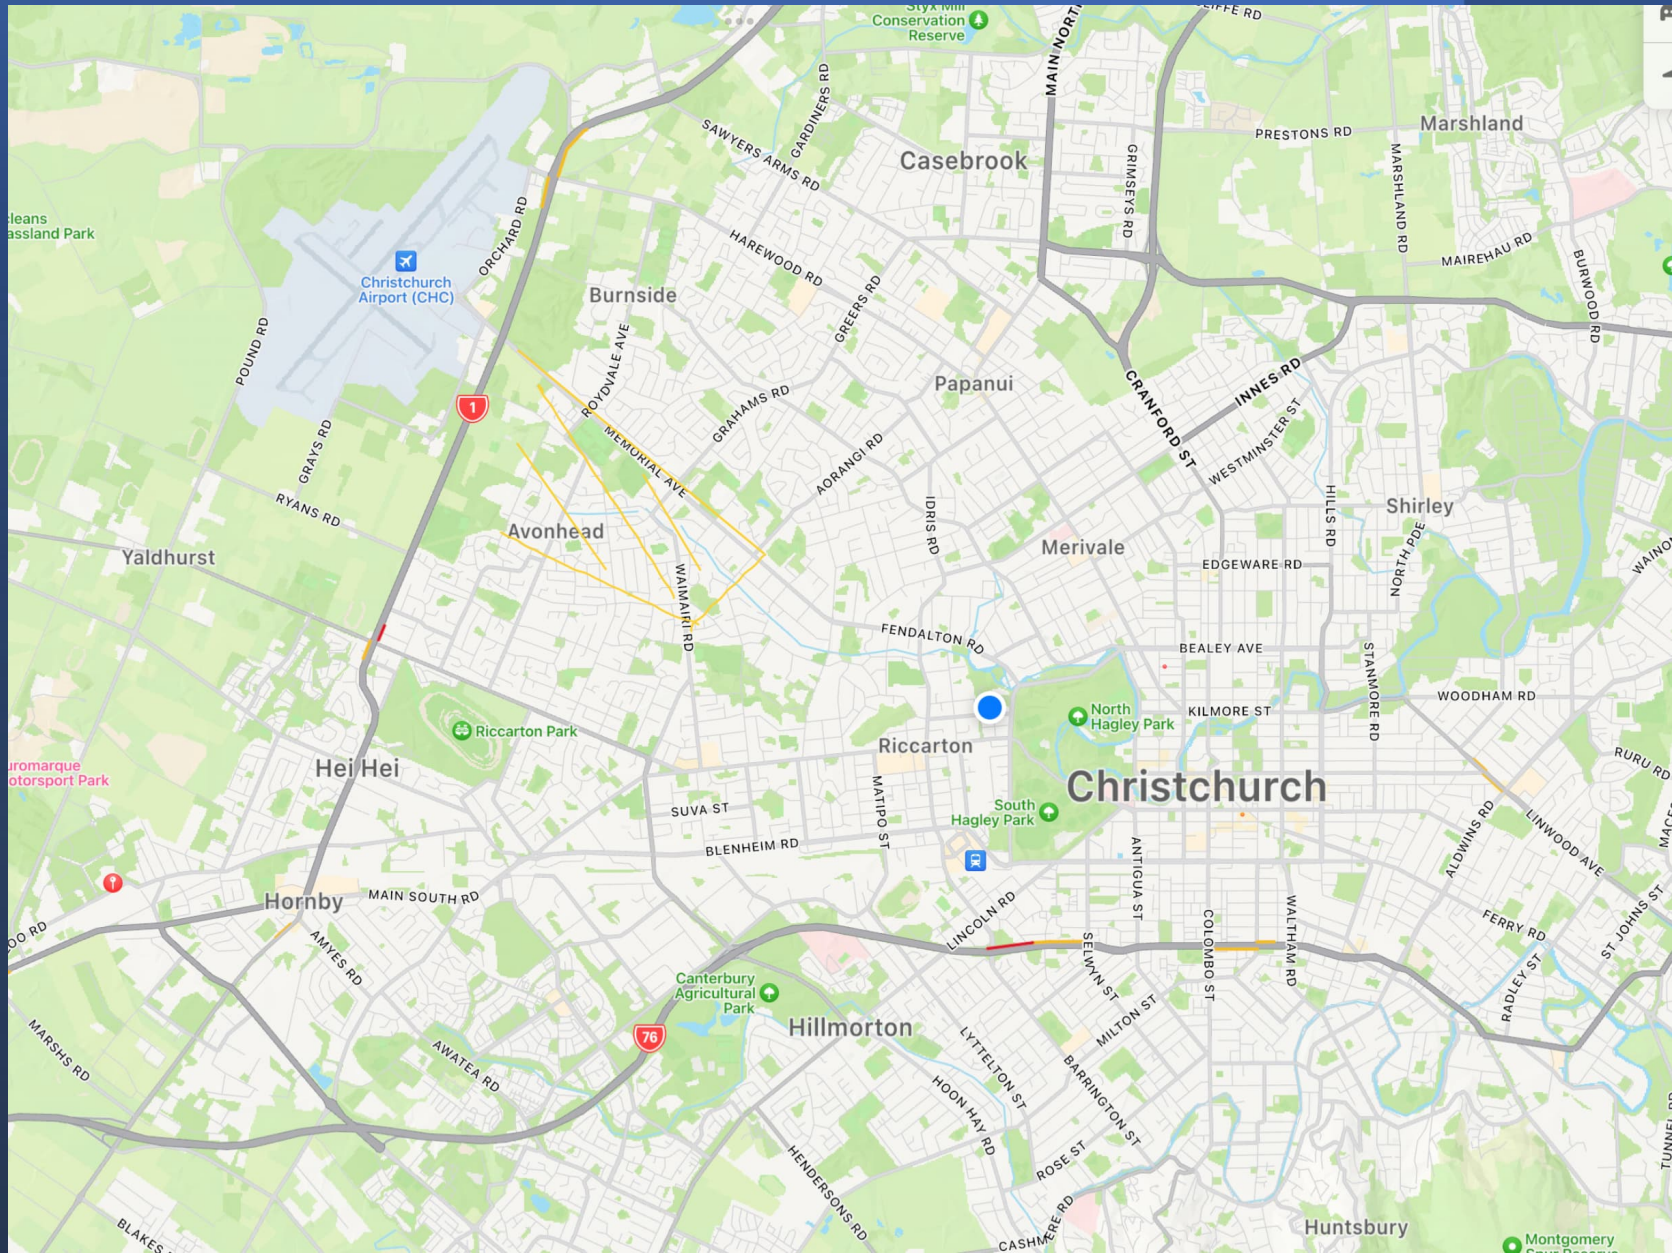 Styx Mill
Conservation
Reserve
MAIN NORTH
SAWYERS ARMS RD
GARDINERS RD
Casebrook
GRIMSEYS RD
PRESTONS RD
Marshland
MARSHLAND RD
MAIREHAU RD
BURWOOD RD
ORCHARD RD
HAREWOOD RD
Christchurch
Airport (CHC)
Burnside
GREERS RD
POUND RD
ROYDVALE AVE
1
GRAHAMS RD
Papanui
CRANFORD ST
INNES RD
WESTMINSTER ST
GRAYS RD
MEMORIAL AVE
AORANGI RD
RYANS RD
IDRIS RD
HILLS RD
Shirley
NORTH PDE
Avonhead
Yaldhurst
Merivale
EDGEWARE RD
WAIMAIRI RD
FENDALTON RD
BEALEY AVE
STANMORE RD
WOODHAM RD
North
Hagley Park
KILMORE ST
Riccarton Park
Riccarton
Hei Hei
Christchurch
RURU RD
SUVA ST
MATIPO ST
South
Hagley Park
BLENHEIM RD
ANTIGUA ST
ALDWINS RD
LINWOOD AVE
Hornby
MAIN SOUTH RD
LINCOLN RD
COLOMBO ST
WALTHAM RD
FERRY RD
ST JOHNS ST
AMYES RD
SELWYN ST
RADLEY ST
Canterbury
Agricultural
Park
Hillmorton
MILTON ST
76
MARSHS RD
AWATEA RD
LYTTELTON ST
BARRINGTON ST
HOON HAY RD
ROSE ST
HENDERSONS RD
CASHMERE RD
Huntsbury
BLAKES
Montgomery